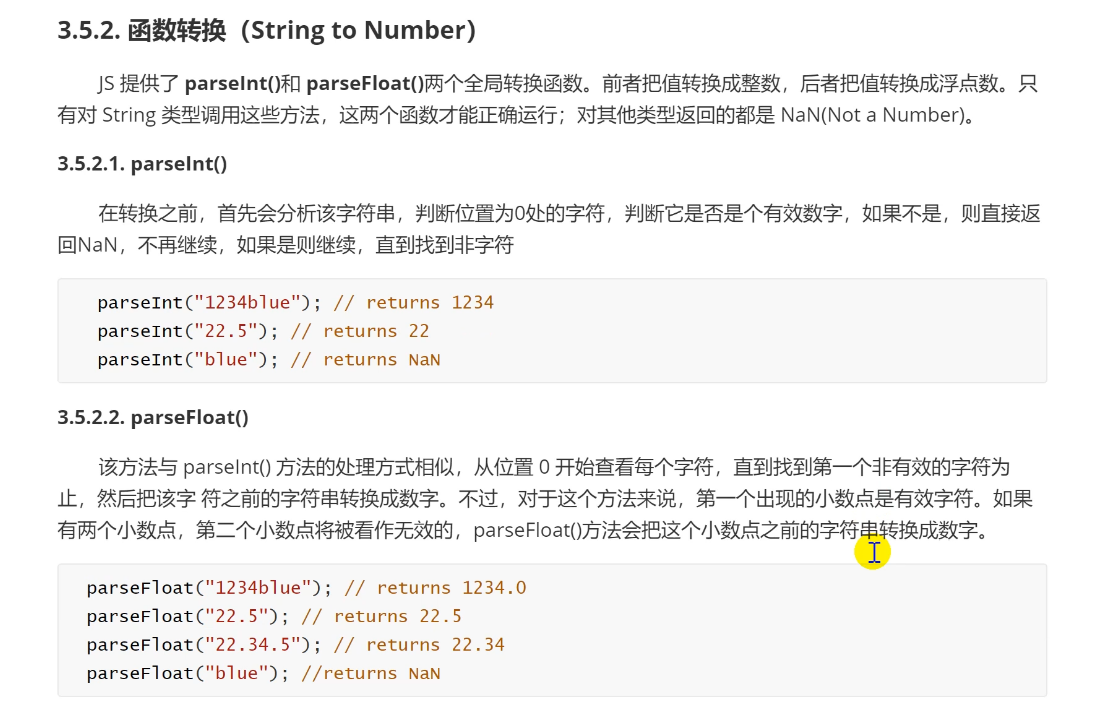 3.5.2. 函数转换（String to Number）
JS 提供了 parseInt()和 parseFloat()两个全局转换函数。前者把值转换成整数，后者把值转换成浮点数。只
有对 String 类型调用这些方法，这两个函数才能正确运行；对其他类型返回的都是 NaN(Not a Number)。
3.5.2.1. parseInt()
在转换之前，首先会分析该字符串，判断位置为0处的字符，判断它是否是个有效数字，如果不是，则直接返
回NaN，不再继续，如果是则继续，直到找到非字符
parseInt("1234blue"); // returns 1234
parseInt("22.5"); // returns 22
parseInt("blue"); // returns NaN
3.5.2.2. parseFloat()
该方法与 parseInt() 方法的处理方式相似，从位置 0 开始查看每个字符，直到找到第一个非有效的字符为
止，然后把该字 符之前的字符串转换成数字。不过，对于这个方法来说，第一个出现的小数点是有效字符。如果
有两个小数点，第二个小数点将被看作无效的，parseFloat()方法会把这个小数点之前的字符串转换成数字。
parseFloat("1234blue"); // returns 1234.0
parseFloat("22.5"); // returns 22.5
parseFloat("22.34.5"); // returns 22.34
parseFloat("blue"); //returns NaN